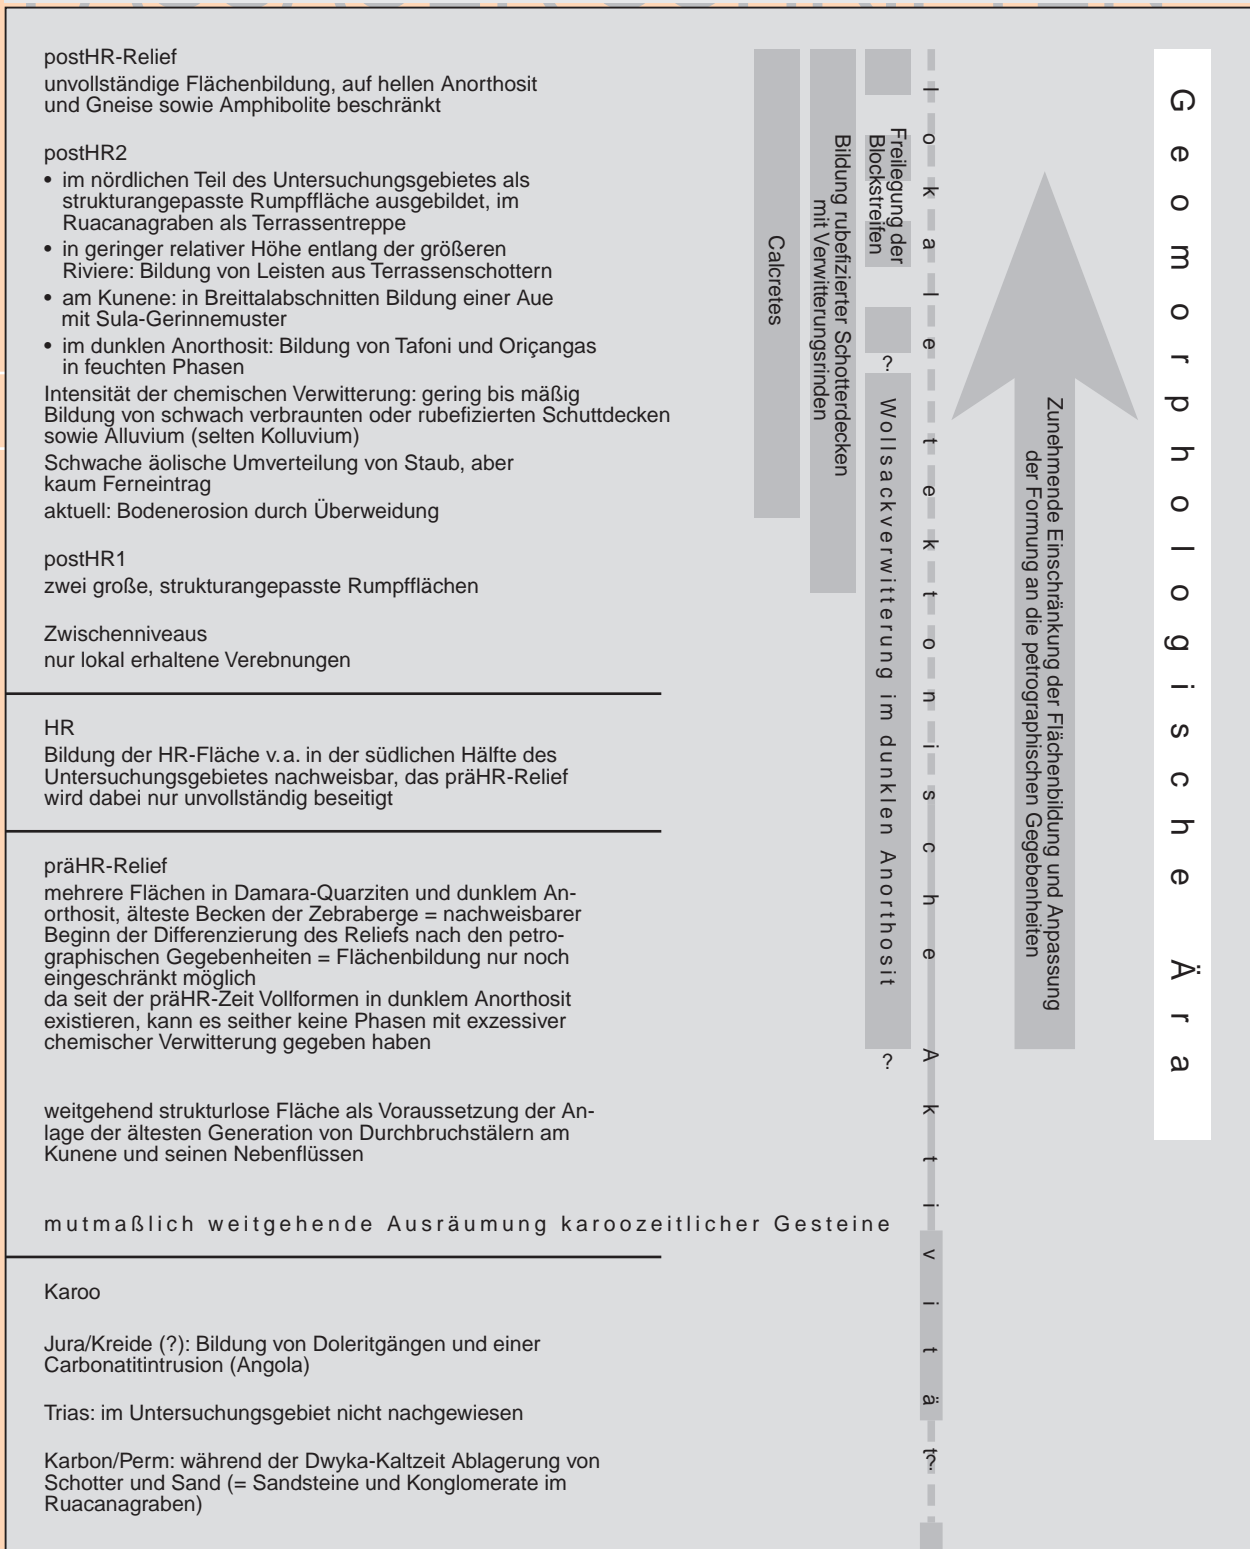 postHR-Relief
unvollständige Flächenbildung, auf hellen Anorthosit
und Gneise sowie Amphibolite beschränkt
postHR2
• im nördlichen Teil des Untersuchungsgebietes als
strukturangepasste Rumpffläche ausgebildet, im
Ruacanagraben als Terrassentreppe
• in geringer relativer Höhe entlang der größeren
Riviere: Bildung von Leisten aus Terrassenschottern
• am Kunene: in Breittalabschnitten Bildung einer Aue
mit Sula-Gerinnemuster
• im dunklen Anorthosit: Bildung von Tafoni und Oriçangas
in feuchten Phasen
Intensität der chemischen Verwitterung: gering bis mäßig
Bildung von schwach verbraunten oder rubefizierten Schuttdecken
sowie Alluvium (selten Kolluvium)
Schwache äolische Umverteilung von Staub, aber
kaum Ferneintrag
aktuell: Bodenerosion durch Überweidung
postHR1
zwei große, strukturangepasste Rumpfflächen
Zwischenniveaus
nur lokal erhaltene Verebnungen
HR
Bildung der HR-Fläche v.a. in der südlichen Hälfte des
Untersuchungsgebietes nachweisbar, das präHR-Relief
wird dabei nur unvollständig beseitigt
präHR-Relief
mehrere Flächen in Damara-Quarziten und dunklem An-
orthosit, älteste Becken der Zebraberge = nachweisbarer
Beginn der Differenzierung des Reliefs nach den petro-
graphischen Gegebenheiten = Flächenbildung nur noch
eingeschränkt möglich
da seit der präHR-Zeit Vollformen in dunklem Anorthosit
existieren, kann es seither keine Phasen mit exzessiver
chemischer Verwitterung gegeben haben
weitgehend strukturlose Fläche als Voraussetzung der An-
lage der ältesten Generation von Durchbruchstälern am
Kunene und seinen Nebenflüssen
mutmaßlich weitgehende Ausräumung karoozeitlicher Gesteine
Karoo
Jura/Kreide (?): Bildung von Doleritgängen und einer
Carbonatitintrusion (Angola)
Trias: im Untersuchungsgebiet nicht nachgewiesen
Karbon/Perm: während der Dwyka-Kaltzeit Ablagerung von
Schotter und Sand (= Sandsteine und Konglomerate im
Ruacanagraben)
Calcretes
Bildung rubefizierter Schotterdecken
mit Verwitterungsrinden
Freilegung der
Blockstreifen
?
Wollsackverwitterung im dunklen Anorthosit
?
lokale tektonische Aktivität
?
Zunehmende Einschränkung der Flächenbildung und Anpassung
der Formung an die petrographischen Gegebenheiten
Geomorphologische Ära